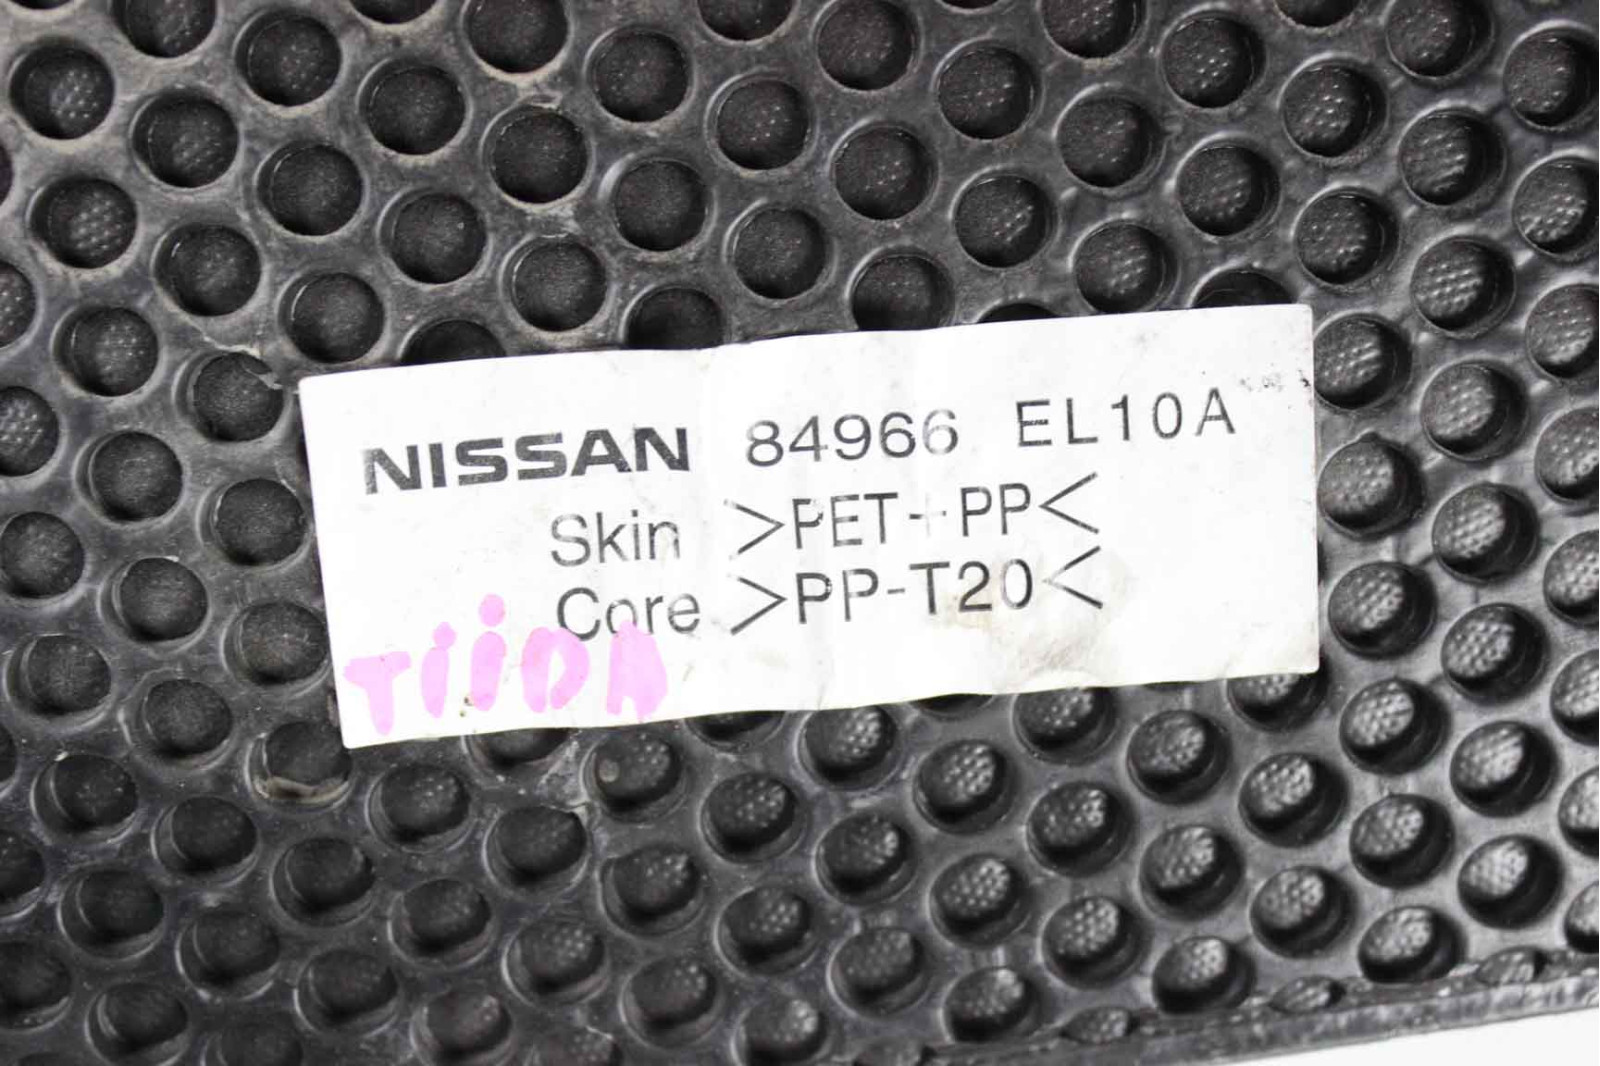 NISSAN 84966 EL10A
Skin >PET+PP<
Core >PP-T20<
TiiDA